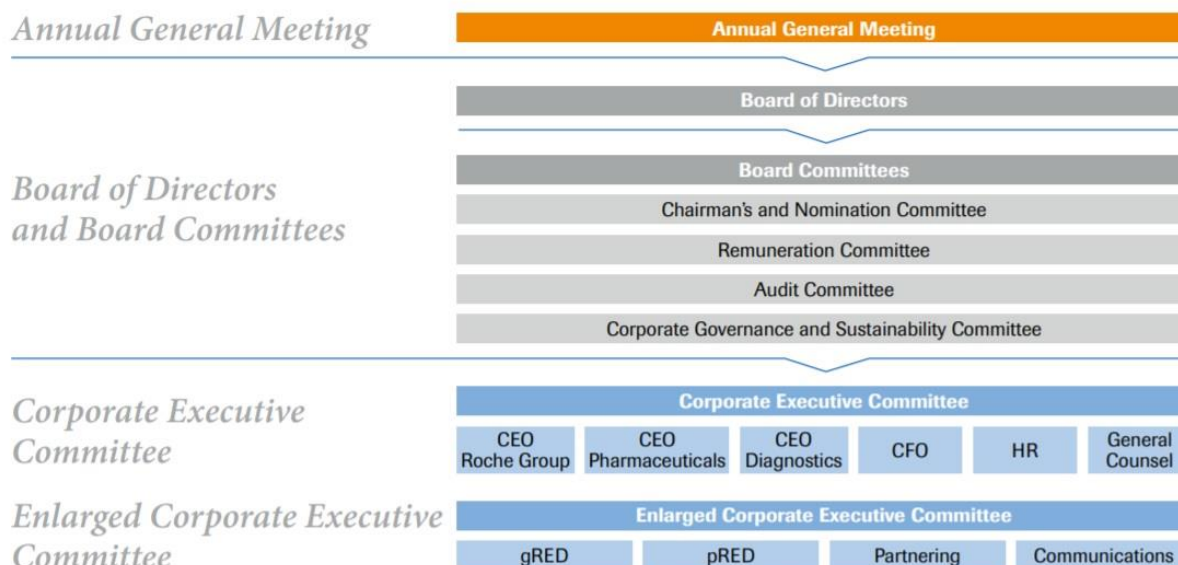 Annual General Meeting
Annual General Meeting
Board of Directors
and Board Committees
Board of Directors
Board Committees
Chairman's and Nomination Committee
Remuneration Committee
Audit Committee
Corporate Governance and Sustainability Committee
Corporate Executive
Committee
Corporate Executive Committee
CEO
Roche Group
CEO
Pharmaceuticals
CEO
Diagnostics
CFO
HR
General
Counsel
Enlarged Corporate Executive
Committee
Enlarged Corporate Executive Committee
gRED
pRED
Partnering
Communications